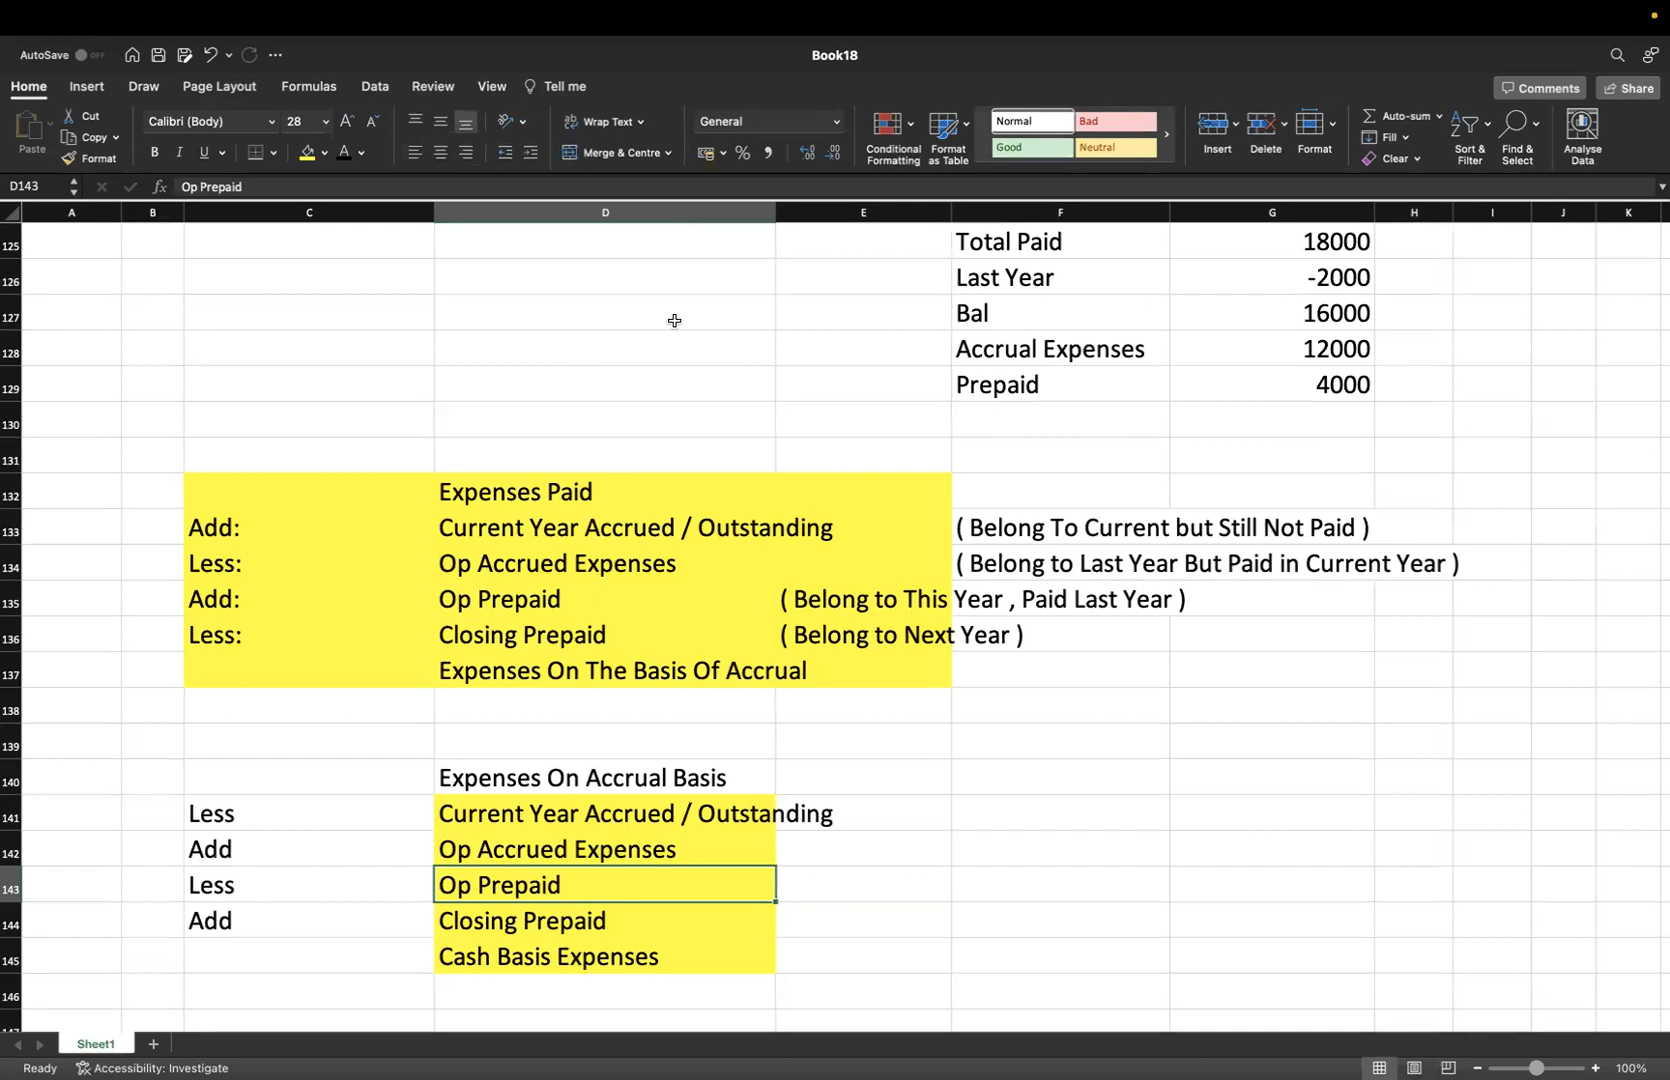 AutoSave OFF
Book18
Home Insert Draw Page Layout Formulas Data Review View Tell me
Comments Share
Paste
Cut
Copy
Format
Calibri (Body) 28
B I U
Wrap Text
Merge & Centre
General
Conditional Formatting
Format as Table
Normal Bad
Good Neutral
Insert Delete Format
Auto-sum
Fill
Clear
Sort & Filter
Find & Select
Analyse Data
D143 fx Op Prepaid
A B C D E F G H I J K
125 Total Paid 18000
126 Last Year -2000
127 Bal 16000
128 Accrual Expenses 12000
129 Prepaid 4000
130
131
132 Expenses Paid
133 Add: Current Year Accrued / Outstanding ( Belong To Current but Still Not Paid )
134 Less: Op Accrued Expenses ( Belong to Last Year But Paid in Current Year )
135 Add: Op Prepaid ( Belong to This Year , Paid Last Year )
136 Less: Closing Prepaid ( Belong to Next Year )
137 Expenses On The Basis Of Accrual
138
139
140 Expenses On Accrual Basis
141 Less Current Year Accrued / Outstanding
142 Add Op Accrued Expenses
143 Less Op Prepaid
144 Add Closing Prepaid
145 Cash Basis Expenses
146
Sheet1
Ready Accessibility: Investigate 100%